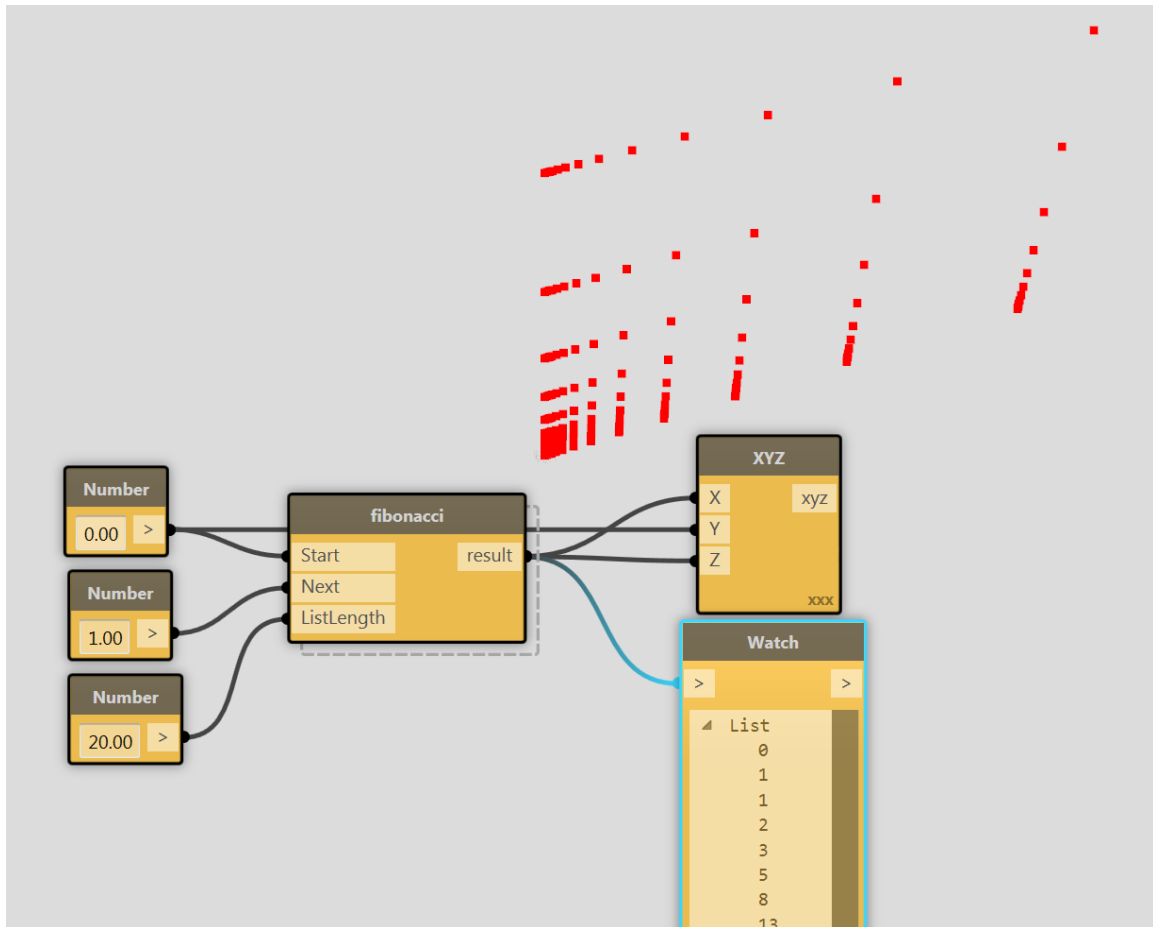 Number
0.00 >
Number
1.00 >
Number
20.00 >
fibonacci
Start result
Next
ListLength
XYZ
X xyz
Y
Z
xxx
Watch
> >
List
0
1
1
2
3
5
8
13